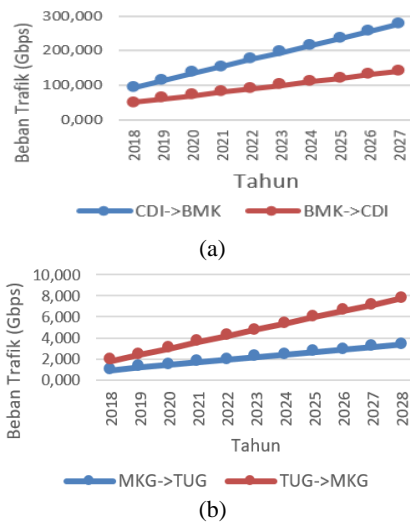 Beban Trafik (Gbps)
300,000
200,000
100,000
0,000
2018 2019 2020 2021 2022 2023 2024 2025 2026 2027
Tahun
CDI->BMK BMK->CDI
(a)
Beban Trafik (Gbps)
10,000
8,000
6,000
4,000
2,000
0,000
2018 2019 2020 2021 2022 2023 2024 2025 2026 2027 2028
Tahun
MKG->TUG TUG->MKG
(b)